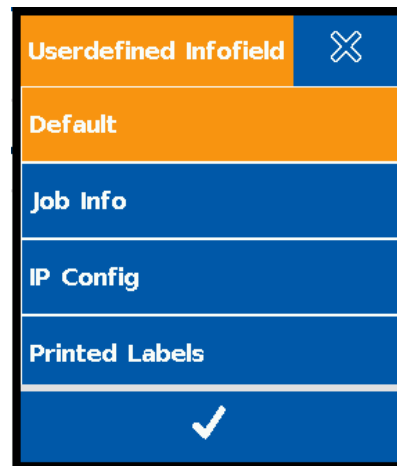 Userdefined Infofield
Default
Job Info
IP Config
Printed Labels